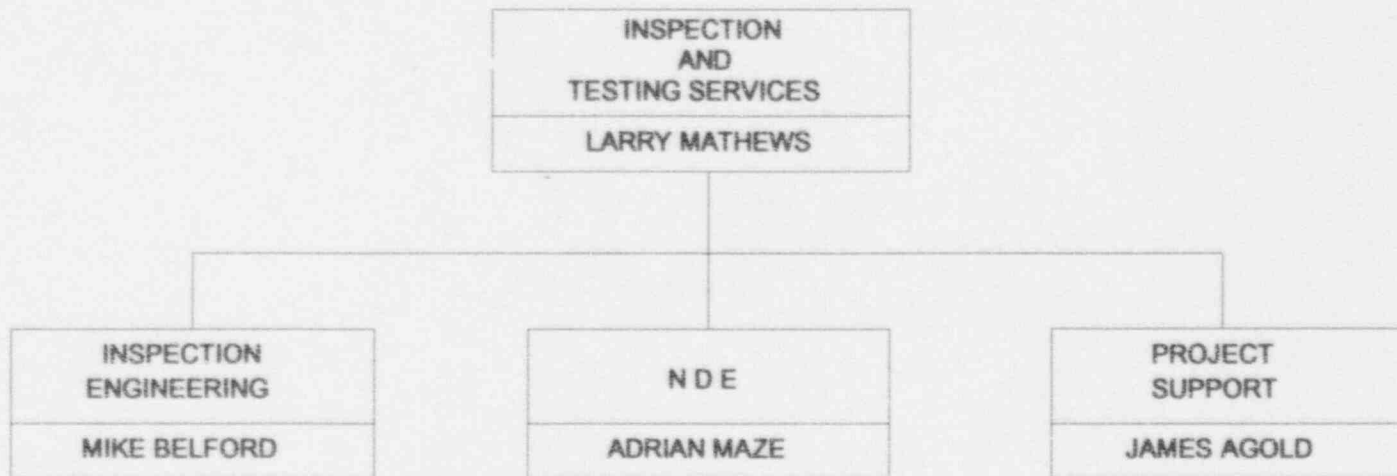 INSPECTION
AND
TESTING SERVICES
LARRY MATHEWS
INSPECTION
ENGINEERING
MIKE BELFORD
N D E
ADRIAN MAZE
PROJECT
SUPPORT
JAMES AGOLD